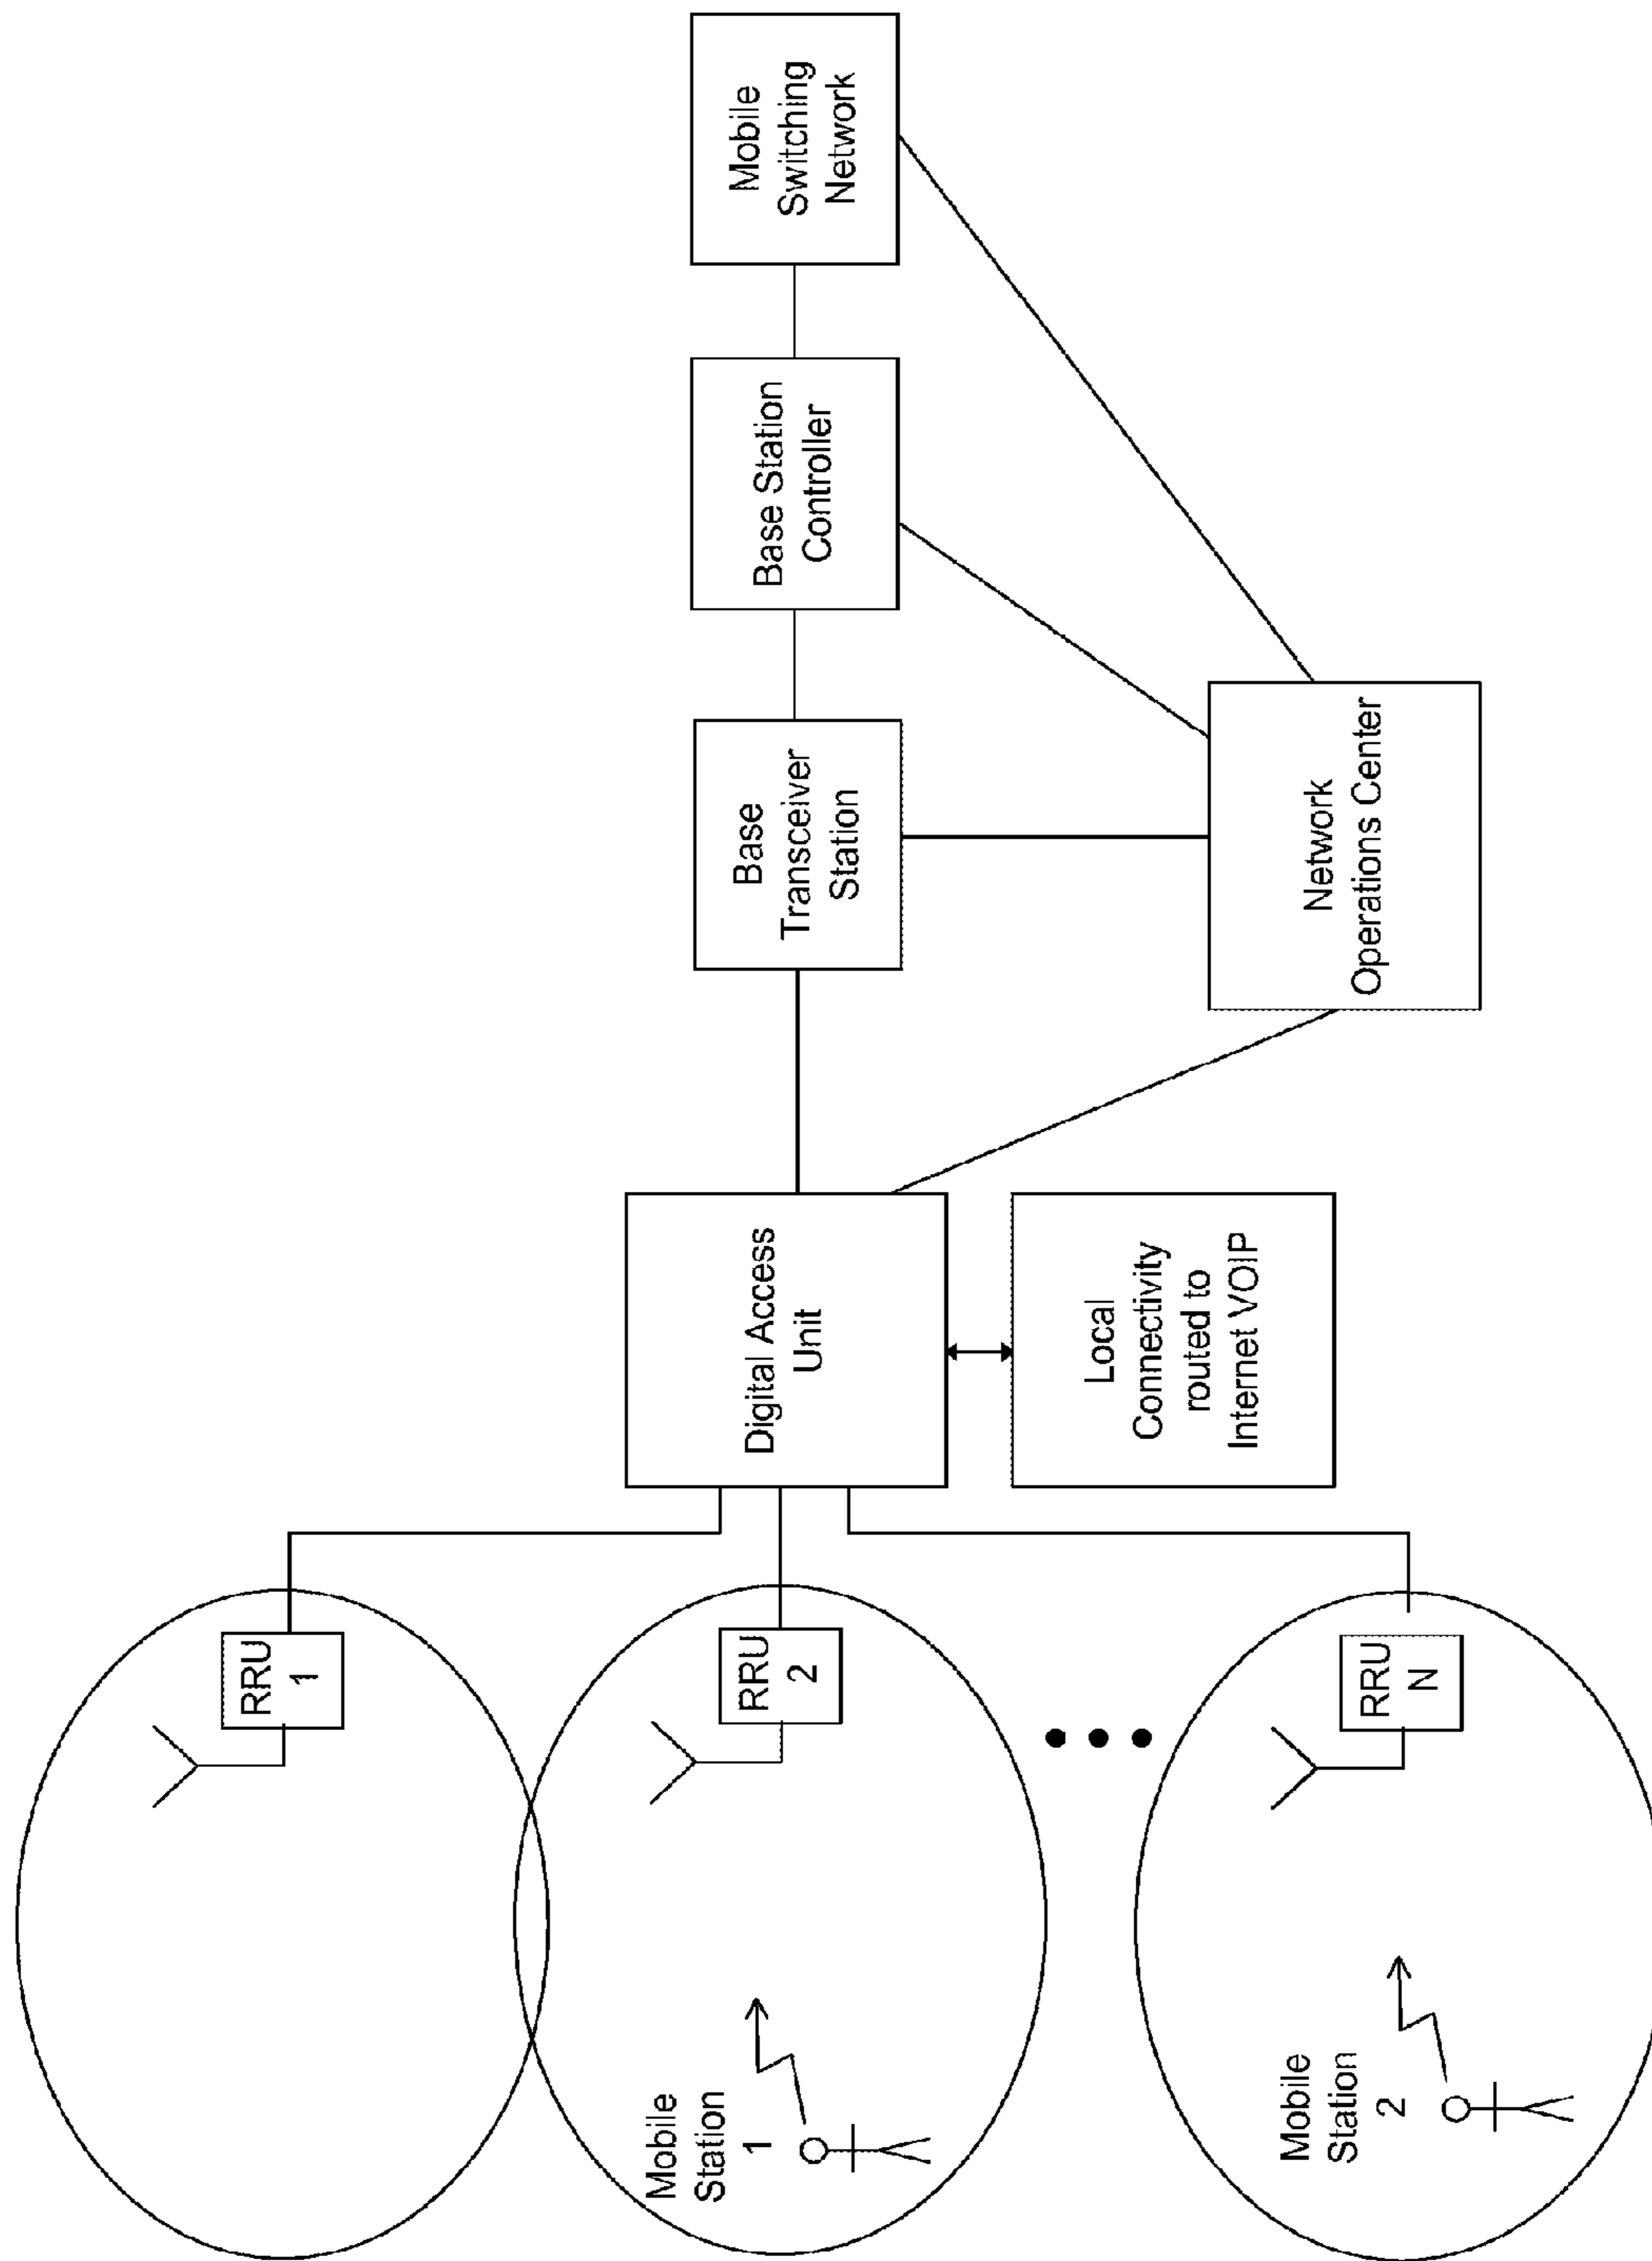 RRU
1
Mobile
Station
1
RRU
2
Mobile
Station
2
RRU
N
Digital Access
Unit
Local
Connectivity
routed to
Internet VOIP
Base
Transceiver
Station
Base Station
Controller
Mobile
Switching
Network
Network
Operations Center